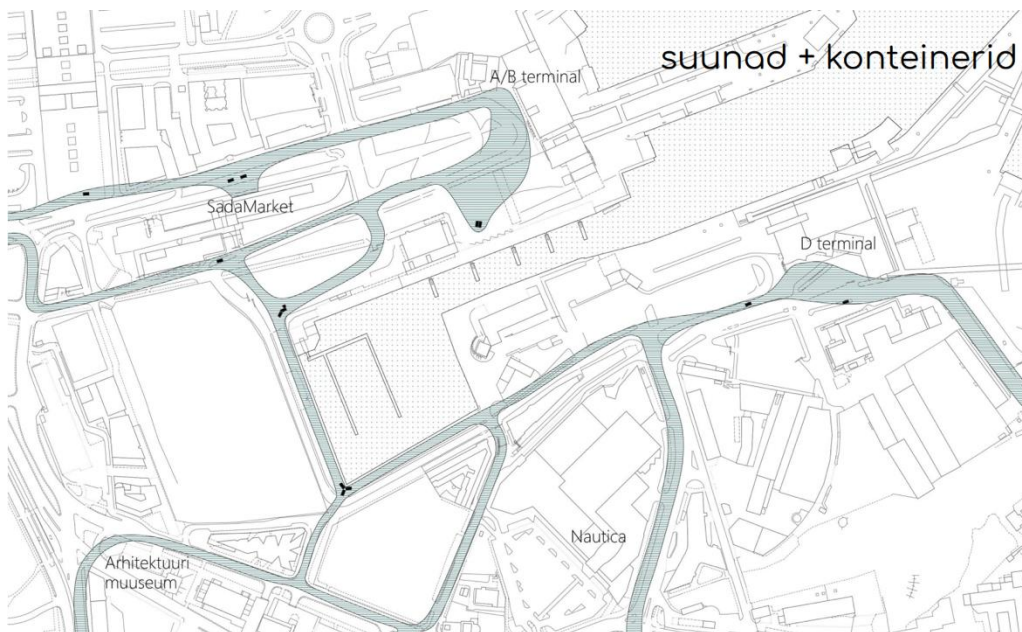 suunad + konteinerid
A/B terminal
SadaMarket
D terminal
Nautica
Arhitektuuri
muuseum